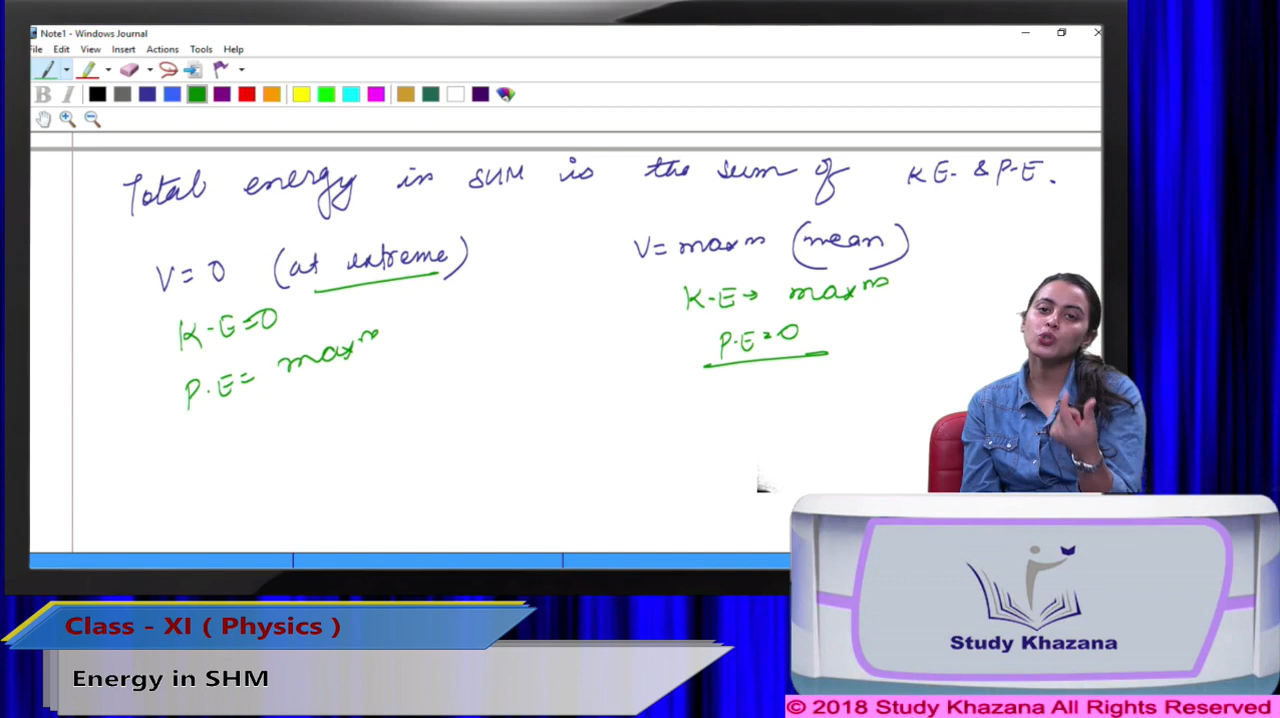 Note1 - Windows Journal
File Edit View Insert Actions Tools Help
B I
Total energy in SHM is the sum of K E. & P.E.
V = 0 (at extreme)
K-E = 0
P.E = maxm
V = maxm (mean)
K-E → maxm
P.E = 0
Study Khazana
Class - XI ( Physics )
Energy in SHM
© 2018 Study Khazana All Rights Reserved